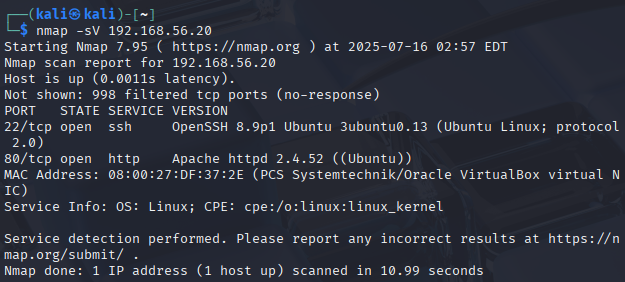 ┌──(kali㉿kali)-[~]
└─$ nmap -sV 192.168.56.20
Starting Nmap 7.95 ( https://nmap.org ) at 2025-07-16 02:57 EDT
Nmap scan report for 192.168.56.20
Host is up (0.0011s latency).
Not shown: 998 filtered tcp ports (no-response)
PORT   STATE SERVICE VERSION
22/tcp open  ssh     OpenSSH 8.9p1 Ubuntu 3ubuntu0.13 (Ubuntu Linux; protocol
 2.0)
80/tcp open  http    Apache httpd 2.4.52 ((Ubuntu))
MAC Address: 08:00:27:DF:37:2E (PCS Systemtechnik/Oracle VirtualBox virtual N
IC)
Service Info: OS: Linux; CPE: cpe:/o:linux:linux_kernel

Service detection performed. Please report any incorrect results at https://n
map.org/submit/ .
Nmap done: 1 IP address (1 host up) scanned in 10.99 seconds